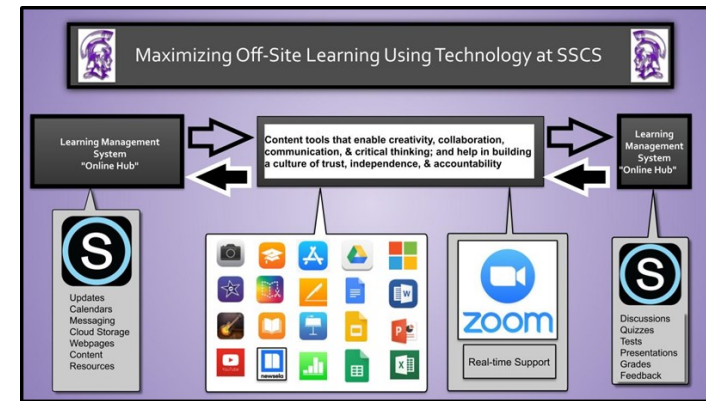 Maximizing Off-Site Learning Using Technology at SSCS
Learning Management
System
"Online Hub"
Content tools that enable creativity, collaboration,
communication, & critical thinking; and help in building
a culture of trust, independence, & accountability
Learning
Management
System
"Online Hub"
S
Updates
Calendars
Messaging
Cloud Storage
Webpages
Content
Resources
W
P
YouTube
newsela
X
zoom
Real-time Support
S
Discussions
Quizzes
Tests
Presentations
Grades
Feedback